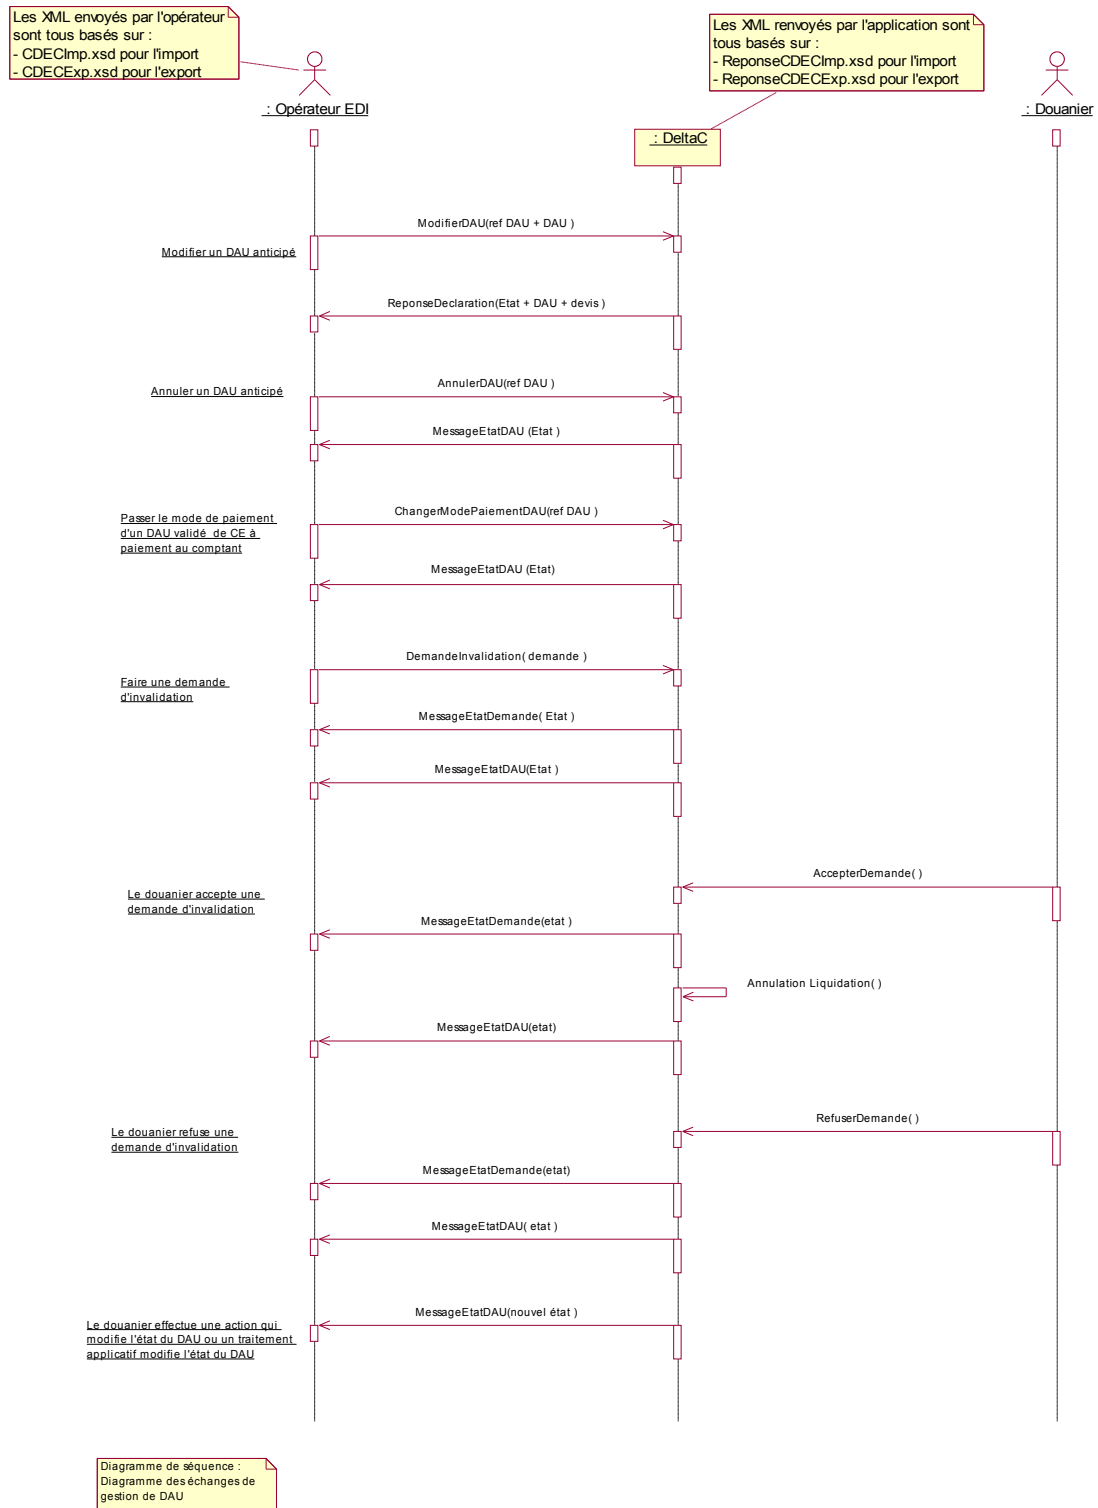 Les XML envoyés par l'opérateur
sont tous basés sur :
- CDECImp.xsd pour l'import
- CDECExp.xsd pour l'export
Les XML renvoyés par l'application sont
tous basés sur :
- ReponseCDECImp.xsd pour l'import
- ReponseCDECExp.xsd pour l'export
: Opérateur EDI
: DeltaC
: Douanier
ModifierDAU(ref DAU + DAU )
Modifier un DAU anticipé
ReponseDeclaration(Etat + DAU + devis )
Annuler un DAU anticipé
AnnulerDAU(ref DAU )
MessageEtatDAU (Etat )
Passer le mode de paiement
d'un DAU validé  de CE à
paiement au comptant
ChangerModePaiementDAU(ref DAU )
MessageEtatDAU (Etat)
DemandeInvalidation( demande )
Faire une demande
d'invalidation
MessageEtatDemande( Etat )
MessageEtatDAU(Etat )
AccepterDemande( )
Le douanier accepte une
demande d'invalidation
MessageEtatDemande(etat )
Annulation Liquidation( )
MessageEtatDAU(etat)
RefuserDemande( )
Le douanier refuse une
demande d'invalidation
MessageEtatDemande(etat)
MessageEtatDAU( etat )
MessageEtatDAU(nouvel état )
Le douanier effectue une action qui
modifie l'état du DAU ou un traitement
applicatif modifie l'état du DAU
Diagramme de séquence :
Diagramme des échanges de
gestion de DAU